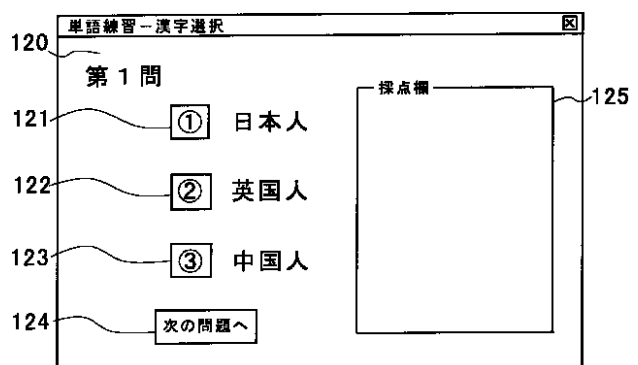 単語練習ー漢字選択
120
第1問
採点欄
125
121
① 日本人
122
② 英国人
123
③ 中国人
124
次の問題へ